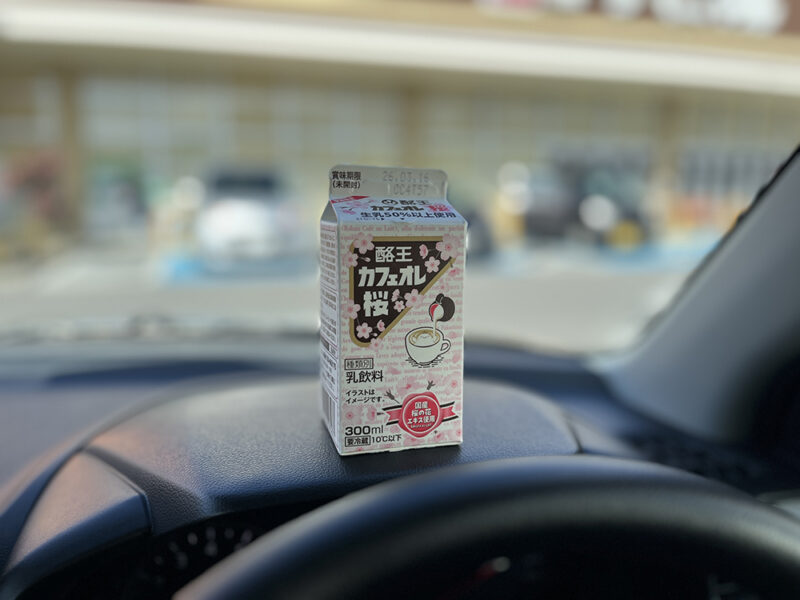 賞味期限
(未開封)
26.03.16
CC4T57
酪王
カフェオレ 桜
生乳50%以上使用
酪王
カフェオレ
桜
種類別
乳飲料
イラストは
イメージです。
国産
桜の花
エキス使用
300ml
要冷蔵 10℃以下